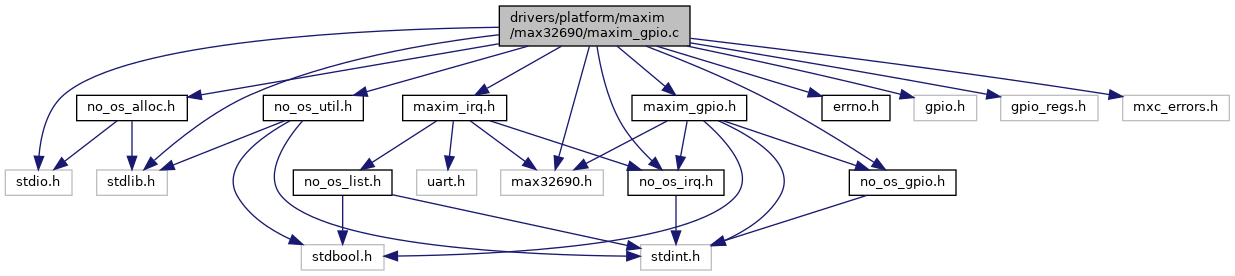 drivers/platform/maxim
/max32690/maxim_gpio.c
no_os_alloc.h
no_os_util.h
maxim_irq.h
maxim_gpio.h
errno.h
gpio.h
gpio_regs.h
mxc_errors.h
stdio.h
stdlib.h
no_os_list.h
uart.h
max32690.h
no_os_irq.h
no_os_gpio.h
stdbool.h
stdint.h